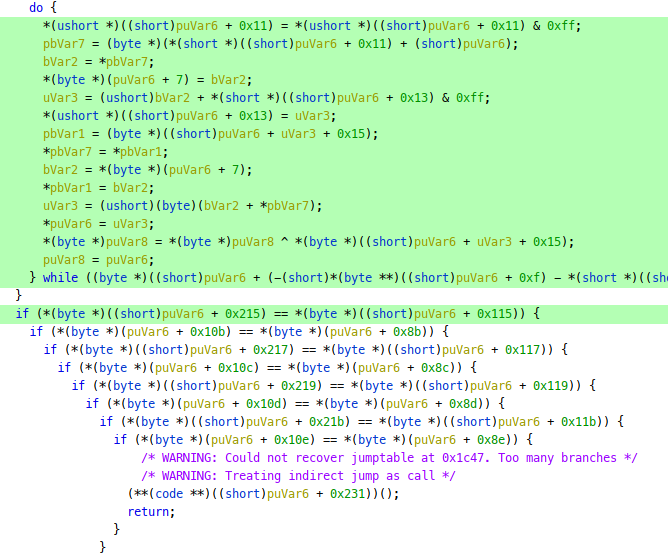 do {
*(ushort *)((short)puVar6 + 0x11) = *(ushort *)((short)puVar6 + 0x11) & 0xff;
pbVar7 = (byte *)(*(short *)((short)puVar6 + 0x11) + (short)puVar6);
bVar2 = *pbVar7;
*(byte *)(puVar6 + 7) = bVar2;
uVar3 = (ushort)bVar2 + *(short *)((short)puVar6 + 0x13) & 0xff;
*(ushort *)((short)puVar6 + 0x13) = uVar3;
pbVar1 = (byte *)((short)puVar6 + uVar3 + 0x15);
*pbVar7 = *pbVar1;
bVar2 = *(byte *)(puVar6 + 7);
*pbVar1 = bVar2;
uVar3 = (ushort)(byte)(bVar2 + *pbVar7);
*puVar6 = uVar3;
*(byte *)puVar8 = *(byte *)puVar8 ^ *(byte *)((short)puVar6 + uVar3 + 0x15);
puVar8 = puVar6;
} while ((byte *)((short)puVar6 + (-(short)*(byte **)((short)puVar6 + 0xf) - *(short *)((sho
}
if (*(byte *)((short)puVar6 + 0x215) == *(byte *)((short)puVar6 + 0x115)) {
if (*(byte *)(puVar6 + 0x10b) == *(byte *)(puVar6 + 0x8b)) {
if (*(byte *)((short)puVar6 + 0x217) == *(byte *)((short)puVar6 + 0x117)) {
if (*(byte *)(puVar6 + 0x10c) == *(byte *)(puVar6 + 0x8c)) {
if (*(byte *)((short)puVar6 + 0x219) == *(byte *)((short)puVar6 + 0x119)) {
if (*(byte *)(puVar6 + 0x10d) == *(byte *)(puVar6 + 0x8d)) {
if (*(byte *)((short)puVar6 + 0x21b) == *(byte *)((short)puVar6 + 0x11b)) {
if (*(byte *)(puVar6 + 0x10e) == *(byte *)(puVar6 + 0x8e)) {
/* WARNING: Could not recover jumptable at 0x1c47. Too many branches */
/* WARNING: Treating indirect jump as call */
(**(code **)((short)puVar6 + 0x231))();
return;
}
}